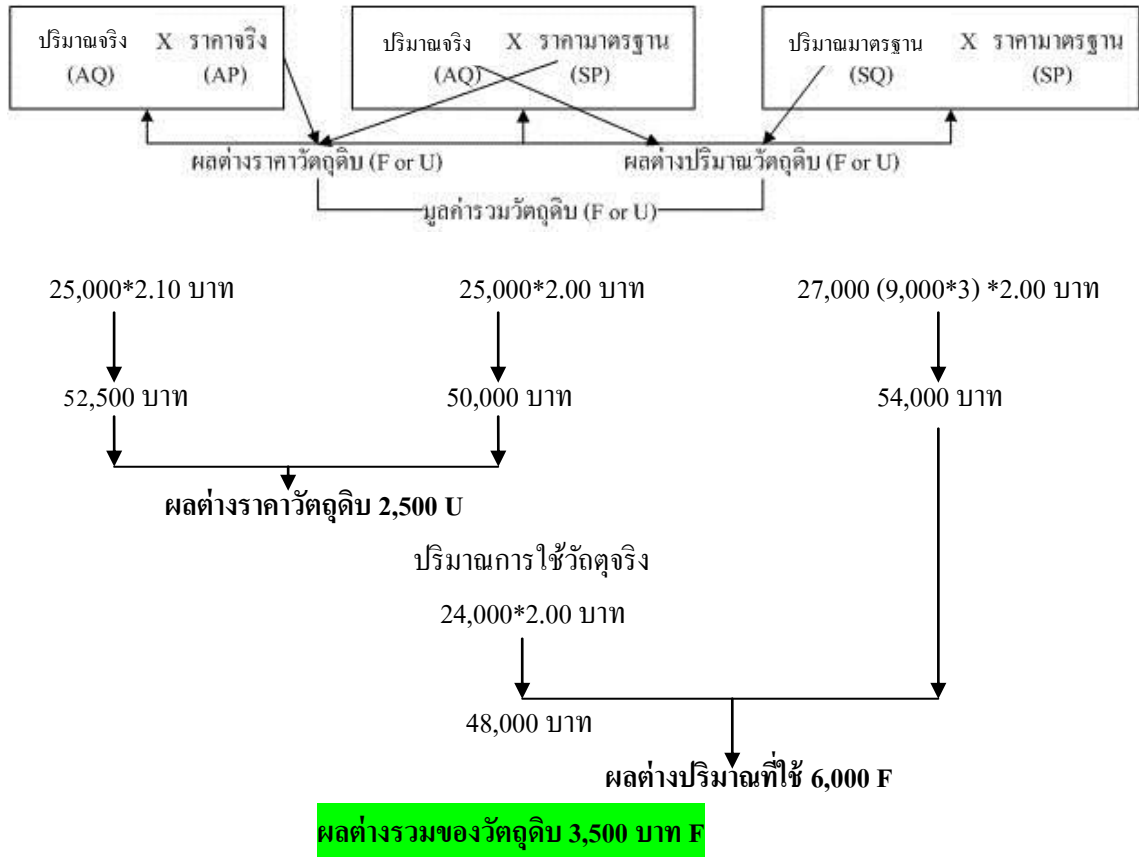 ปริมาณจริง X ราคาจริง
(AQ) (AP)
ปริมาณจริง X ราคามาตรฐาน
(AQ) (SP)
ปริมาณมาตรฐาน X ราคามาตรฐาน
(SQ) (SP)
ผลต่างราคาวัตถุดิบ (F or U)
ผลต่างปริมาณวัตถุดิบ (F or U)
มูลค่ารวมวัตถุดิบ (F or U)
25,000*2.10 บาท
25,000*2.00 บาท
27,000 (9,000*3) *2.00 บาท
52,500 บาท
50,000 บาท
54,000 บาท
ผลต่างราคาวัตถุดิบ 2,500 U
ปริมาณการใช้วัถตุจริง
24,000*2.00 บาท
48,000 บาท
ผลต่างปริมาณที่ใช้ 6,000 F
ผลต่างรวมของวัตถุดิบ 3,500 บาท F